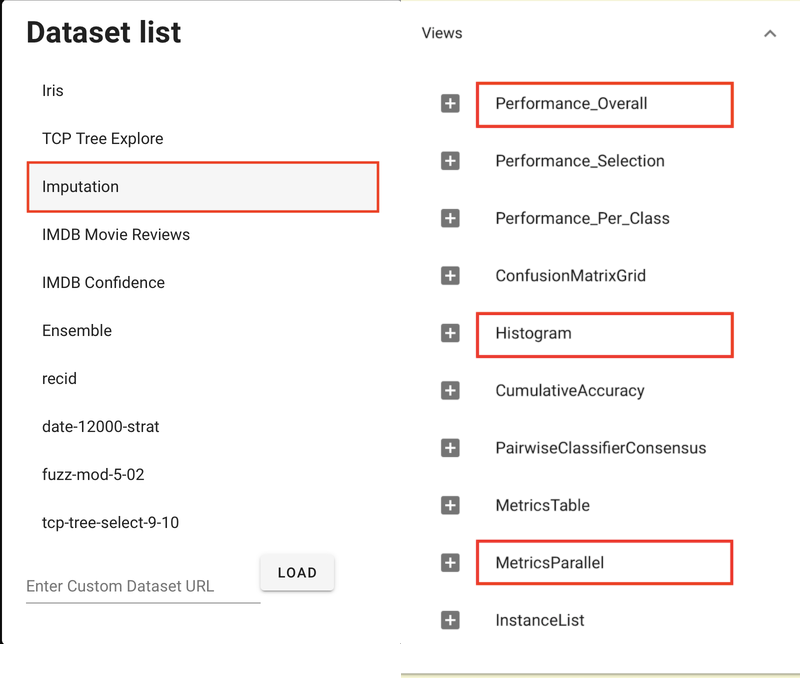 Dataset list
Iris
TCP Tree Explore
Imputation
IMDB Movie Reviews
IMDB Confidence
Ensemble
recid
date-12000-strat
fuzz-mod-5-02
tcp-tree-select-9-10
Enter Custom Dataset URL
LOAD
Views
Performance_Overall
Performance_Selection
Performance_Per_Class
ConfusionMatrixGrid
Histogram
CumulativeAccuracy
PairwiseClassifierConsensus
MetricsTable
MetricsParallel
InstanceList